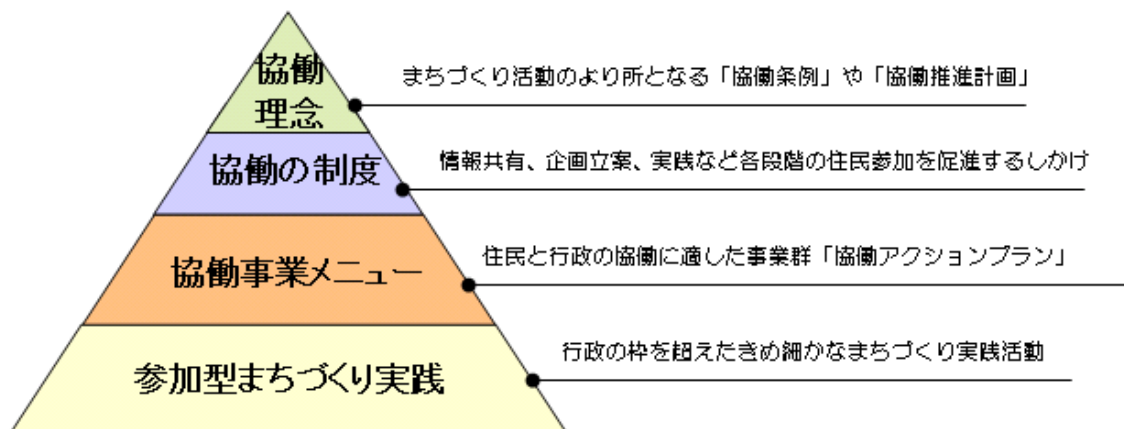 協働
理念
まちづくり活動のより所となる「協働条例」や「協働推進計画」
協働の制度
情報共有、企画立案、実践など各段階の住民参加を促進するしかけ
協働事業メニュー
住民と行政の協働に適した事業群「協働アクションプラン」
参加型まちづくり実践
行政の枠を超えたきめ細かなまちづくり実践活動